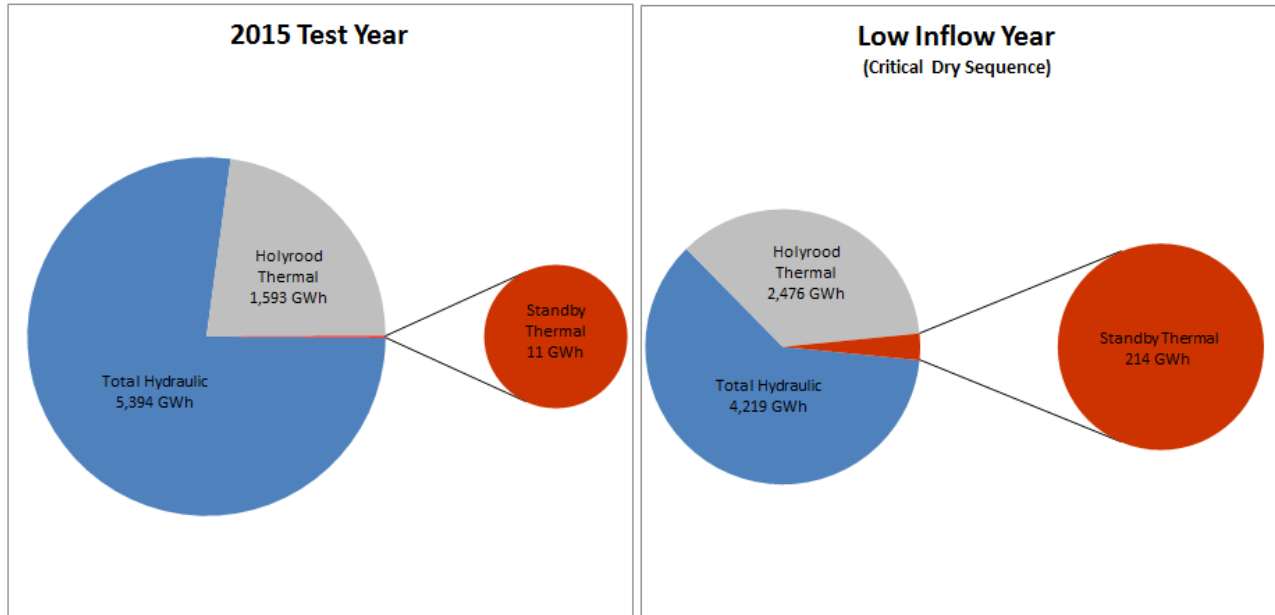 2015 Test Year
Holyrood
Thermal
1,593 GWh
Standby
Thermal
11 GWh
Total Hydraulic
5,394 GWh
Low Inflow Year
(Critical Dry Sequence)
Holyrood
Thermal
2,476 GWh
Standby Thermal
214 GWh
Total Hydraulic
4,219 GWh